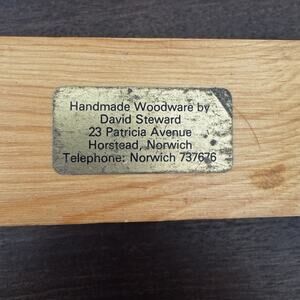 Handmade Woodware by
David Steward
23 Patricia Avenue
Horstead, Norwich
Telephone: Norwich 737676